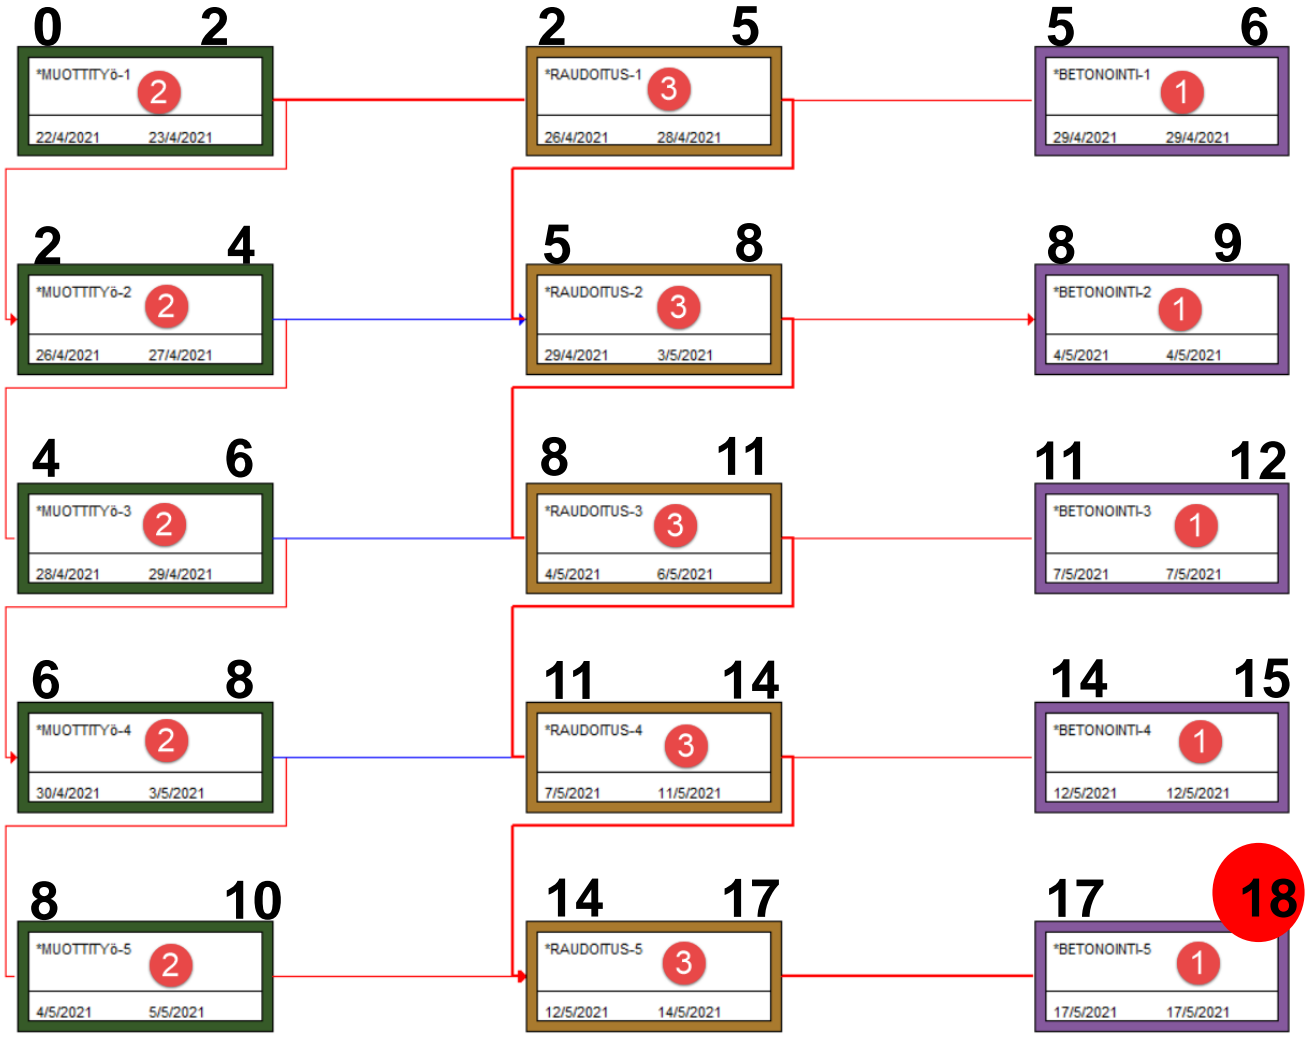 0 2 2 5 5 6
*MUOTTITYö-1 2 *RAUDOITUS-1 3 *BETONOINTI-1 1
22/4/2021 23/4/2021 26/4/2021 28/4/2021 29/4/2021 29/4/2021
2 4 5 8 8 9
*MUOTTITYö-2 2 *RAUDOITUS-2 3 *BETONOINTI-2 1
26/4/2021 27/4/2021 29/4/2021 3/5/2021 4/5/2021 4/5/2021
4 6 8 11 11 12
*MUOTTITYö-3 2 *RAUDOITUS-3 3 *BETONOINTI-3 1
28/4/2021 29/4/2021 4/5/2021 6/5/2021 7/5/2021 7/5/2021
6 8 11 14 14 15
*MUOTTITYö-4 2 *RAUDOITUS-4 3 *BETONOINTI-4 1
30/4/2021 3/5/2021 7/5/2021 11/5/2021 12/5/2021 12/5/2021
8 10 14 17 17 18
*MUOTTITYö-5 2 *RAUDOITUS-5 3 *BETONOINTI-5 1
4/5/2021 5/5/2021 12/5/2021 14/5/2021 17/5/2021 17/5/2021